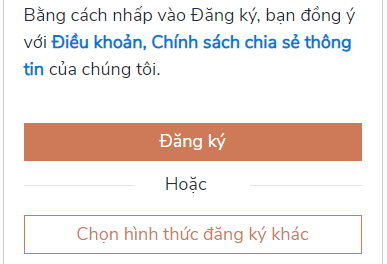 Bằng cách nhấp vào Đăng ký, bạn đồng ý
với Điều khoản, Chính sách chia sẻ thông
tin của chúng tôi.
Đăng ký
Hoặc
Chọn hình thức đăng ký khác